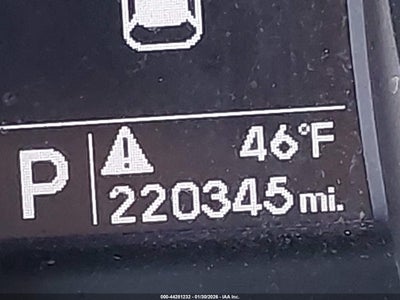 46°F
P
220345 mi.
000-44281232 - 01/30/2026 - IAA, Inc.